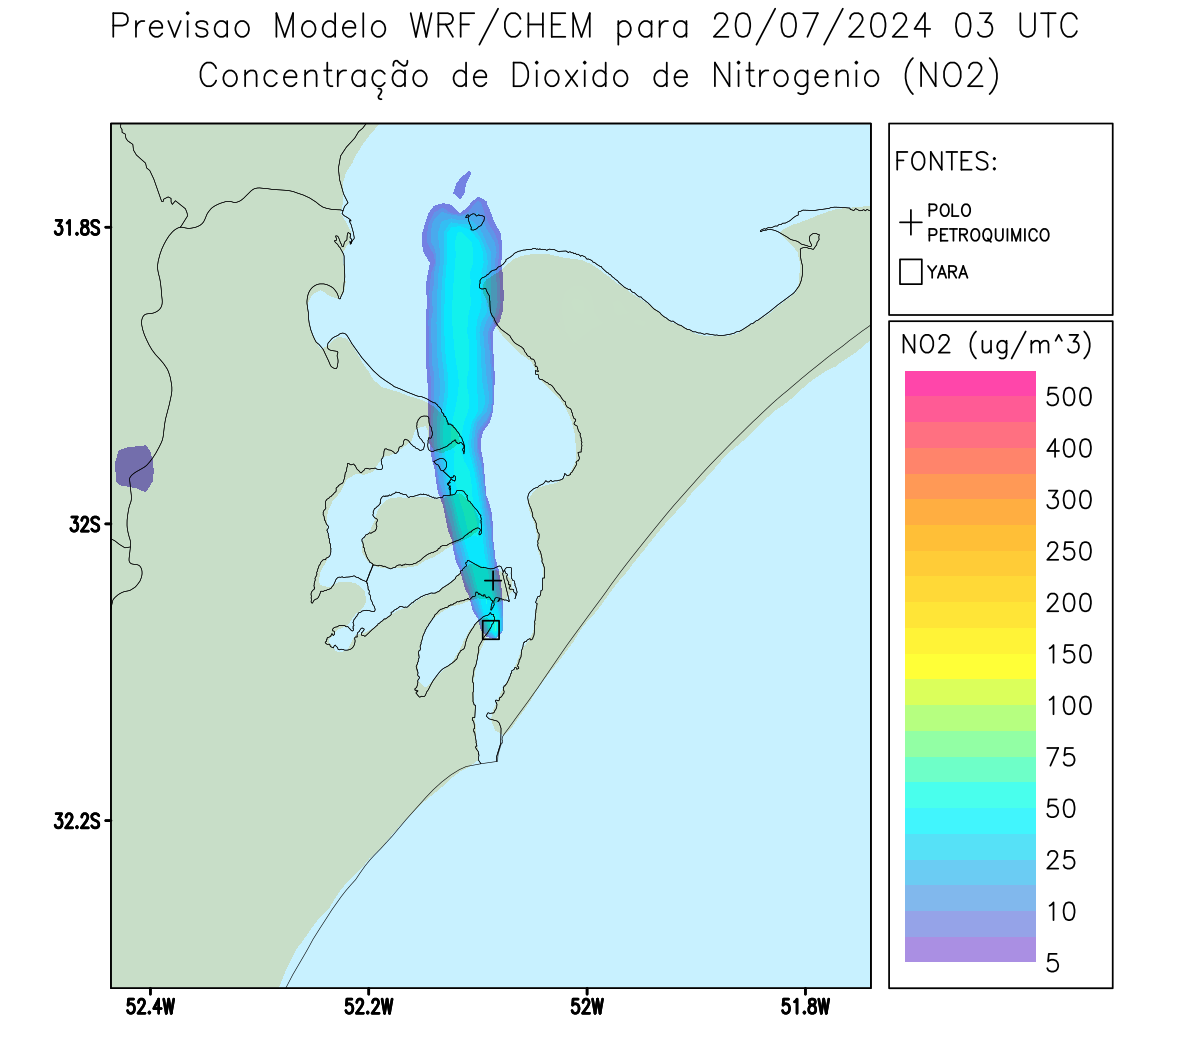 Previsao Modelo WRF/CHEM para 20/07/2024 03 UTC
Concentração de Dioxido de Nitrogenio (NO2)
FONTES:
POLO
PETROQUIMICO
YARA
NO2 (ug/m^3)
500
400
300
250
200
150
100
75
50
25
10
5
31.8S
32S
32.2S
52.4W
52.2W
52W
51.8W